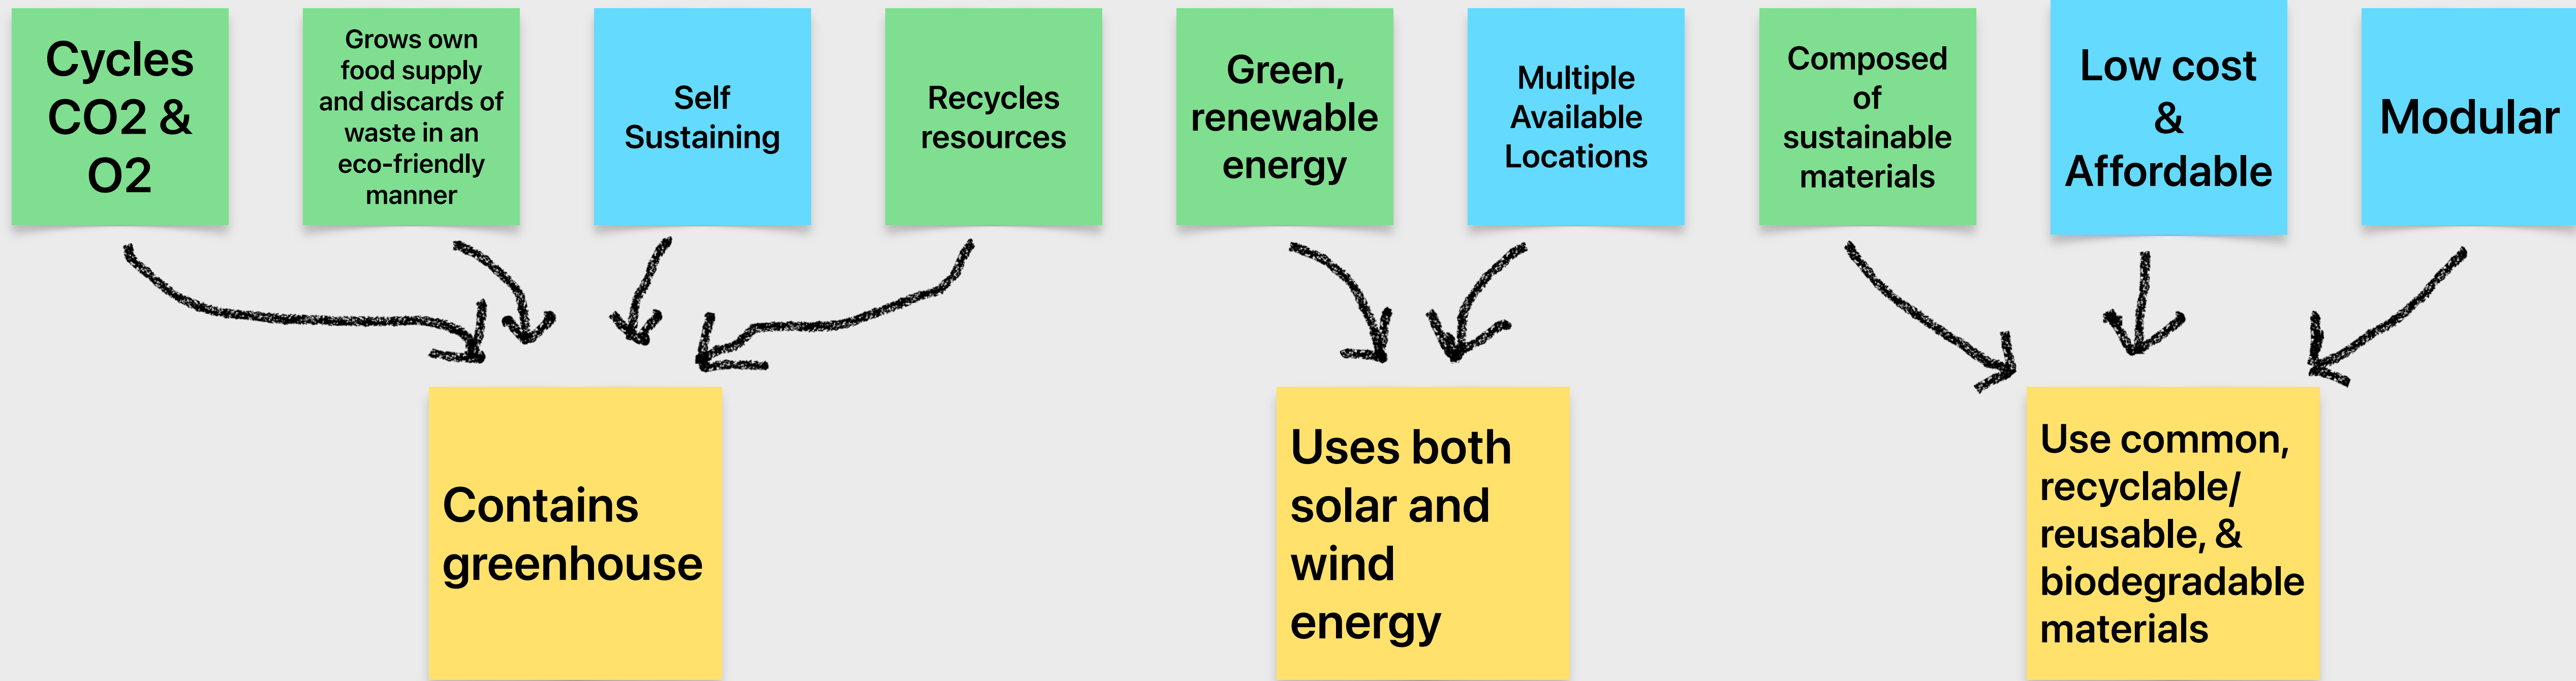 Cycles
CO2 &
O2
Grows own
food supply
and discards of
waste in an
eco-friendly
manner
Self
Sustaining
Recycles
resources
Green,
renewable
energy
Multiple
Available
Locations
Composed
of
sustainable
materials
Low cost
&
Affordable
Modular
Contains
greenhouse
Uses both
solar and
wind
energy
Use common,
recyclable/
reusable, &
biodegradable
materials